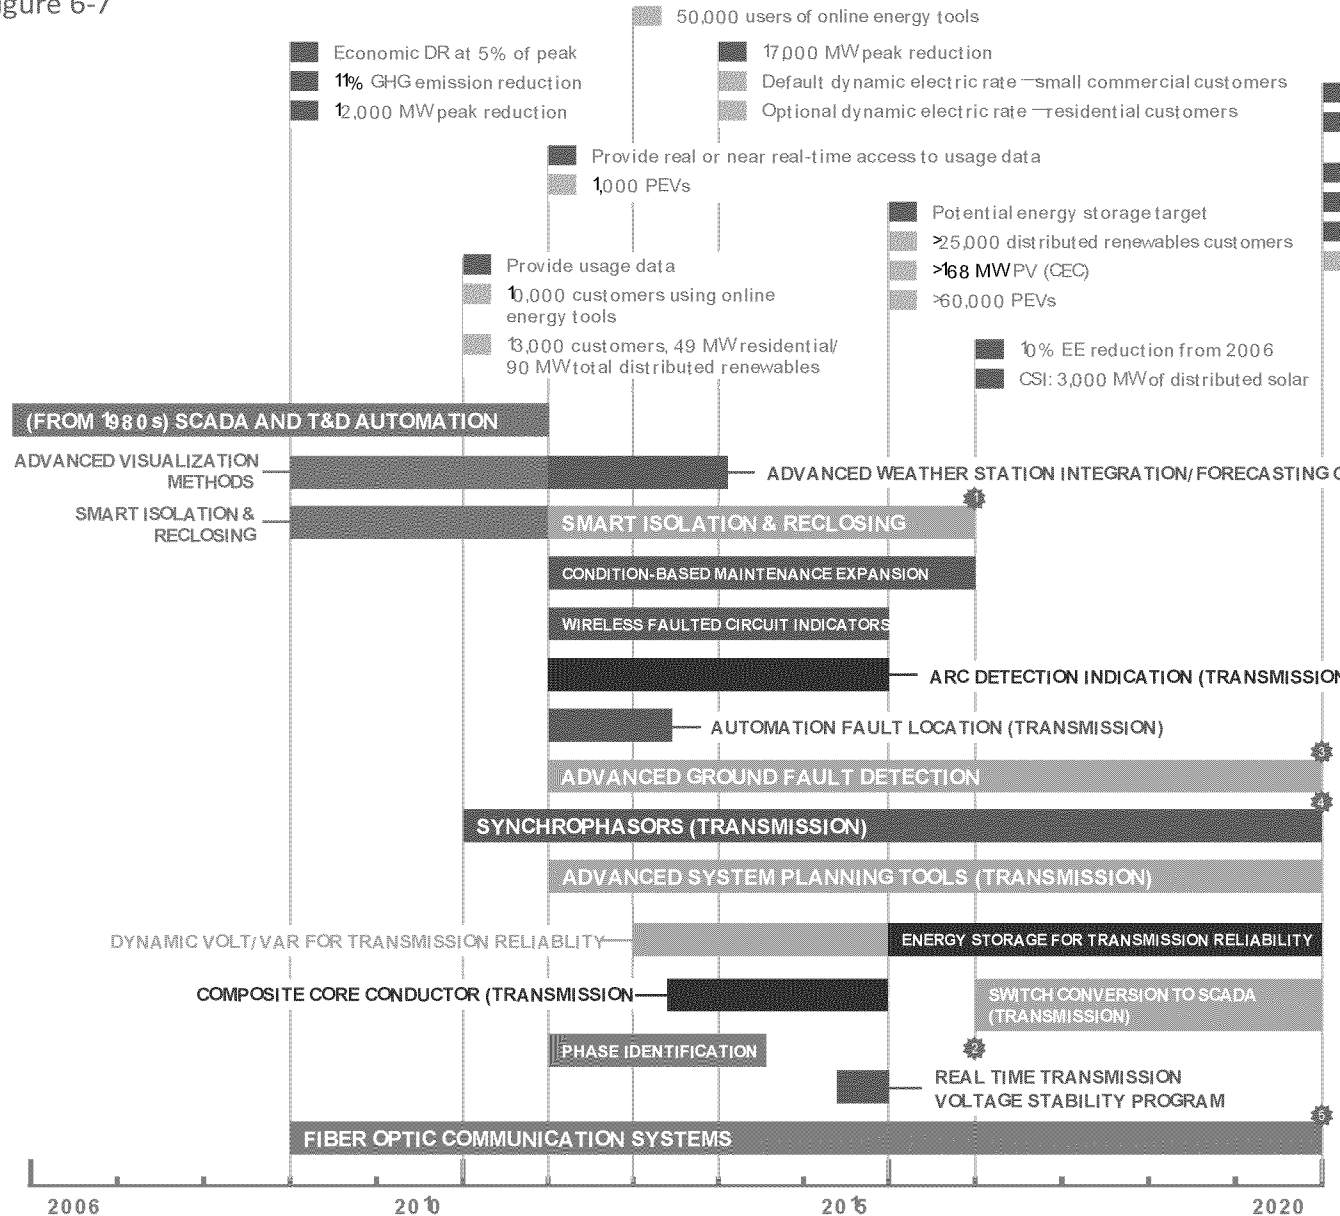 gure 6-7
50,000 users of online energy tools
Economic DR at 5% of peak
11% GHG emission reduction
12,000 MW peak reduction
17,000 MW peak reduction
Default dynamic electric rate—small commercial customers
Optional dynamic electric rate—residential customers
Provide real or near real-time access to usage data
1,000 PEVs
Potential energy storage target
>25,000 distributed renewables customers
>168 MW PV (CEC)
>60,000 PEVs
Provide usage data
10,000 customers using online
energy tools
13,000 customers, 49 MW residential/
90 MW total distributed renewables
10% EE reduction from 2006
CSI: 3,000 MW of distributed solar
(FROM 1980s) SCADA AND T&D AUTOMATION
ADVANCED VISUALIZATION
METHODS
ADVANCED WEATHER STATION INTEGRATION/ FORECASTING
1
SMART ISOLATION &
RECLOSING
SMART ISOLATION & RECLOSING
CONDITION-BASED MAINTENANCE EXPANSION
WIRELESS FAULTED CIRCUIT INDICATORS
ARC DETECTION INDICATION (TRANSMISSION
AUTOMATION FAULT LOCATION (TRANSMISSION)
3
ADVANCED GROUND FAULT DETECTION
4
SYNCHROPHASORS (TRANSMISSION)
ADVANCED SYSTEM PLANNING TOOLS (TRANSMISSION)
DYNAMIC VOLT/ VAR FOR TRANSMISSION RELIABLITY
ENERGY STORAGE FOR TRANSMISSION RELIABILITY
COMPOSITE CORE CONDUCTOR (TRANSMISSION
SWITCH CONVERSION TO SCADA
(TRANSMISSION)
2
PHASE IDENTIFICATION
REAL TIME TRANSMISSION
VOLTAGE STABILITY PROGRAM
5
FIBER OPTIC COMMUNICATION SYSTEMS
2006 2010 2015 2020